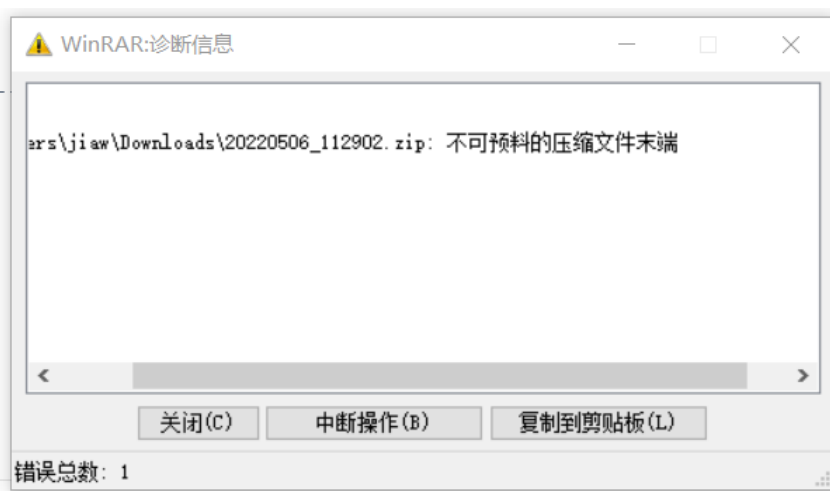 WinRAR:诊断信息
ers\jiaw\Downloads\20220506_112902.zip: 不可预料的压缩文件末端
关闭(C)
中断操作(B)
复制到剪贴板(L)
错误总数: 1